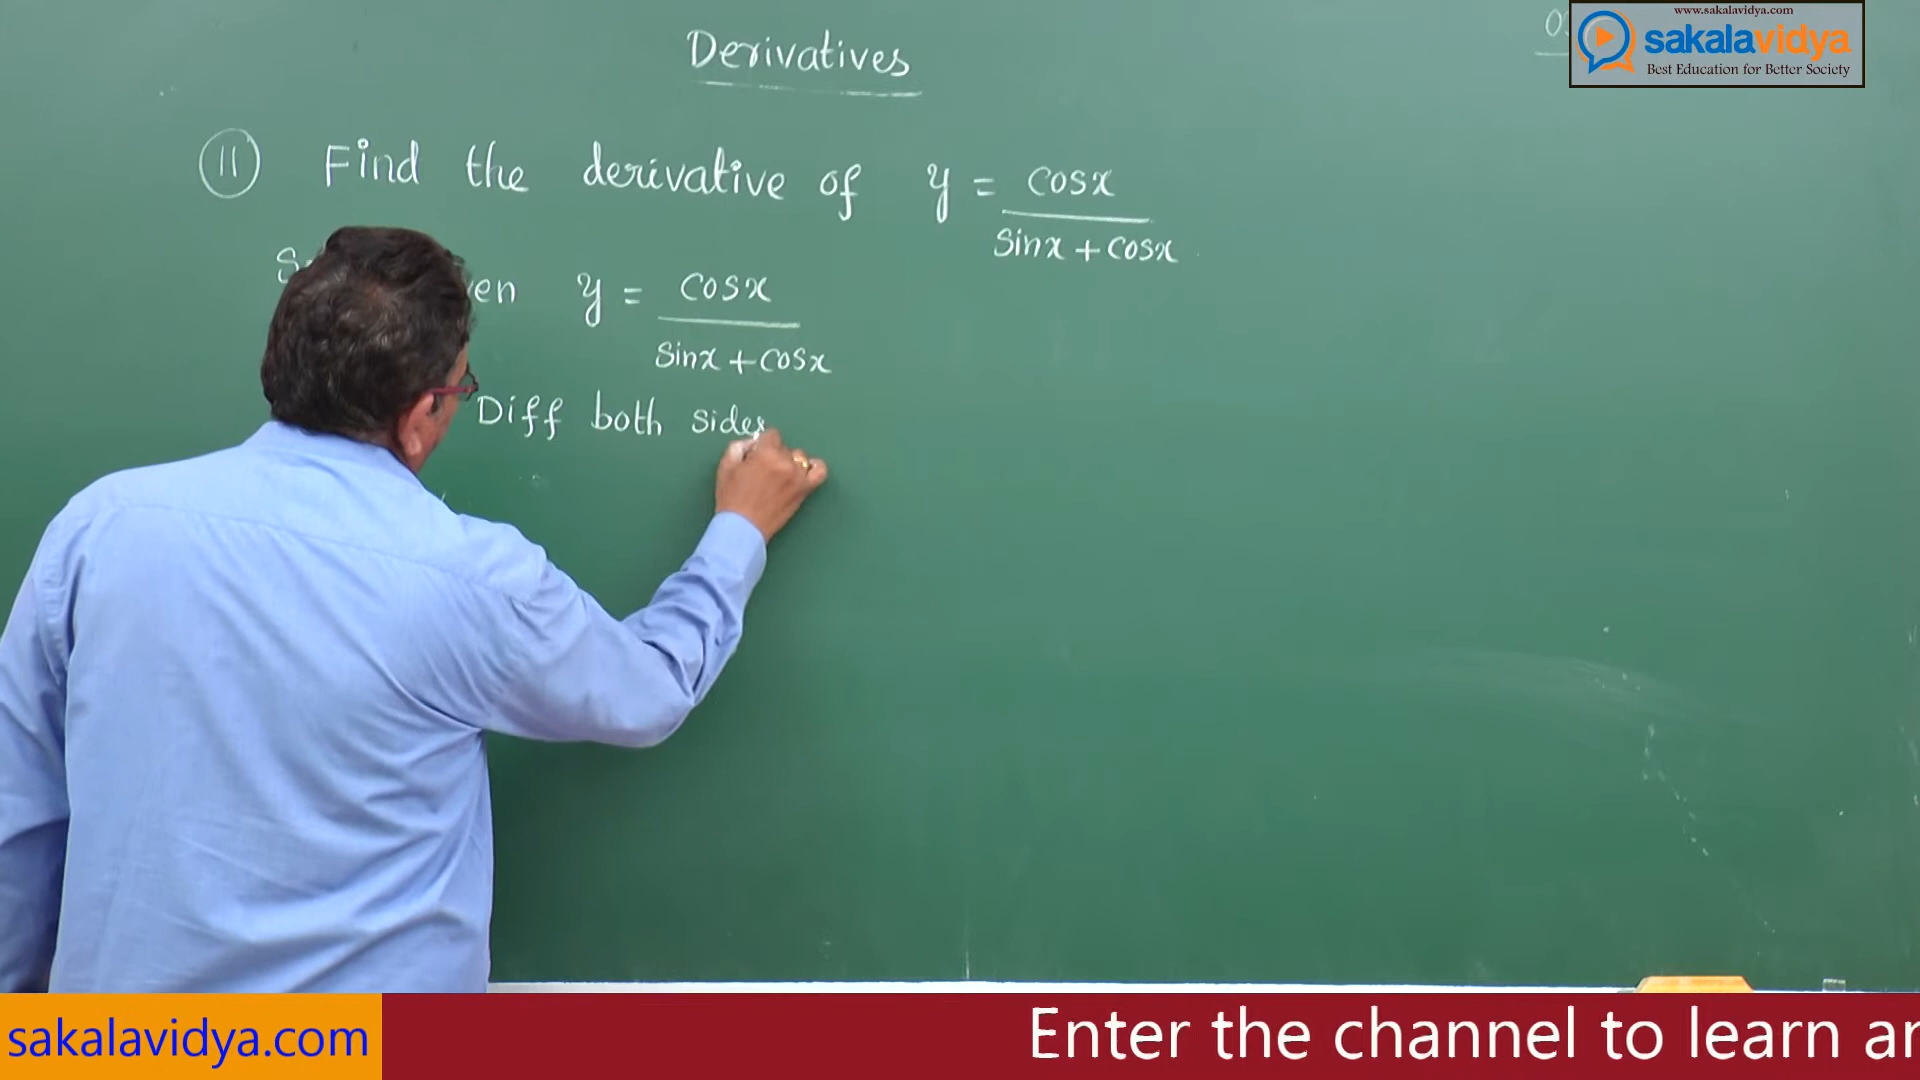 Derivatives
www.sakalavidya.com
sakalavidya
Best Education for Better Society
11 Find the derivative of y = cosx
sinx + cosx
en y = cosx
sinx + cosx
Diff both sides
sakalavidya.com
Enter the channel to learn